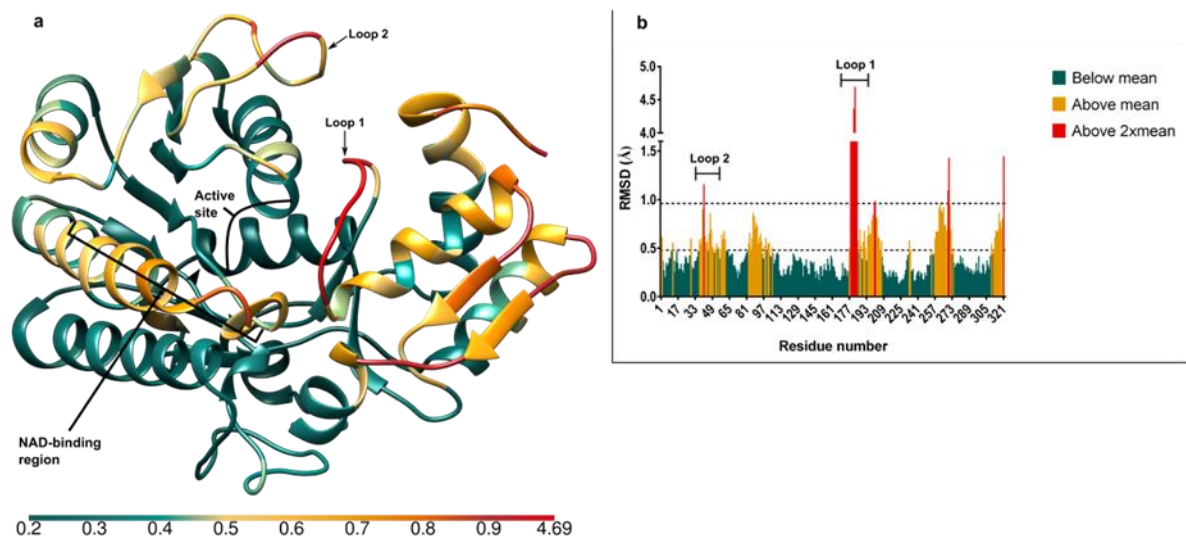 a
Loop 2
Loop 1
Active
site
NAD-binding
region
0.2 0.3 0.4 0.5 0.6 0.7 0.8 0.9 4.69
b
Loop 1
Loop 2
5.0
4.5
4.0
1.5
1.0
0.5
0.0
RMSD (Å)
1 17 33 49 65 81 97 113 129 145 161 177 193 209 225 241 257 273 289 305 321
Residue number
Below mean
Above mean
Above 2xmean